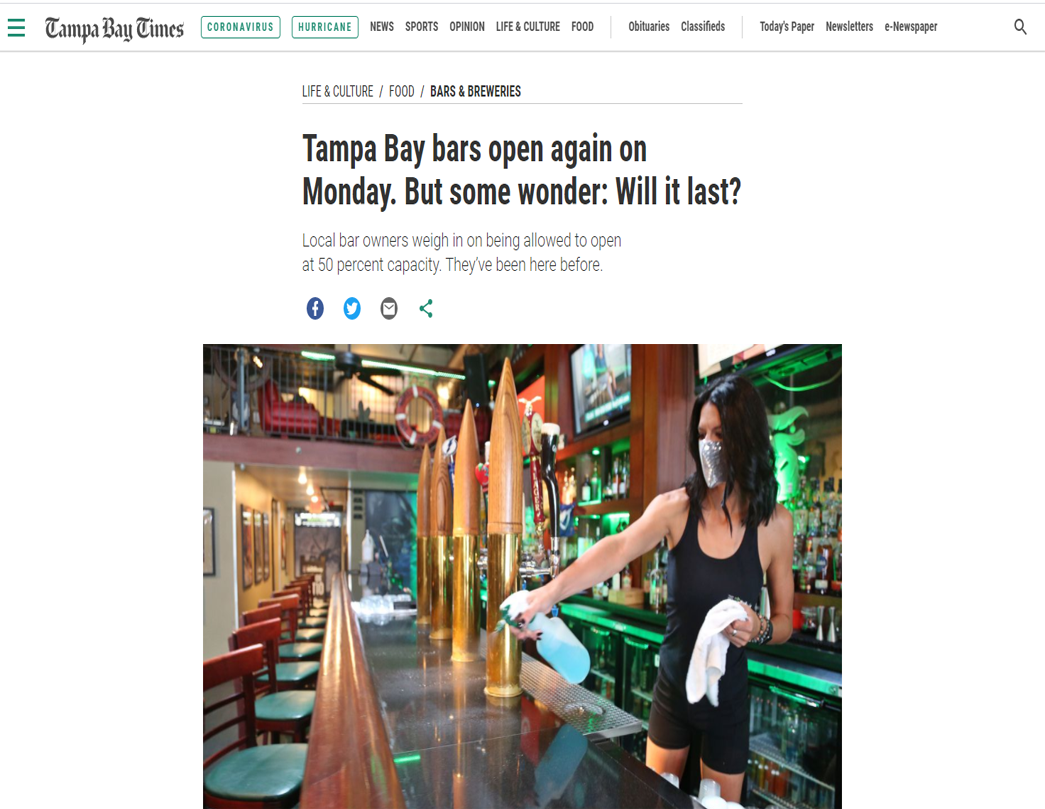 Tampa Bay Times CORONAVIRUS HURRICANE NEWS SPORTS OPINION LIFE & CULTURE FOOD Obituaries Classifieds Today's Paper Newsletters e-Newspaper
LIFE & CULTURE / FOOD / BARS & BREWERIES
Tampa Bay bars open again on
Monday. But some wonder: Will it last?
Local bar owners weigh in on being allowed to open
at 50 percent capacity. They’ve been here before.